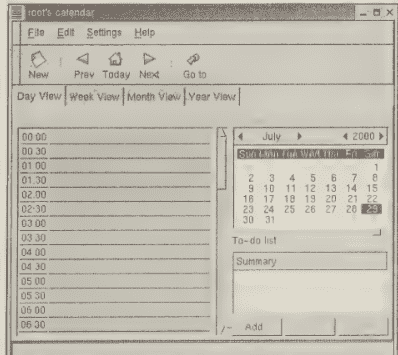 root's calendar
File Edit Settings Help
New Prev Today Next Go to
Day View Week View Month View Year View
00:00
00:30
01:00
01:30
02:00
02:30
03:00
03:30
04:00
04:30
05:00
05:30
06:00
06:30
July 2000
Sun Mon Tue Wed Thu Fri Sat
1
2 3 4 5 6 7 8
9 10 11 12 13 14 15
16 17 18 19 20 21 22
23 24 25 26 27 28 29
30 31
To-do list
Summary
Add